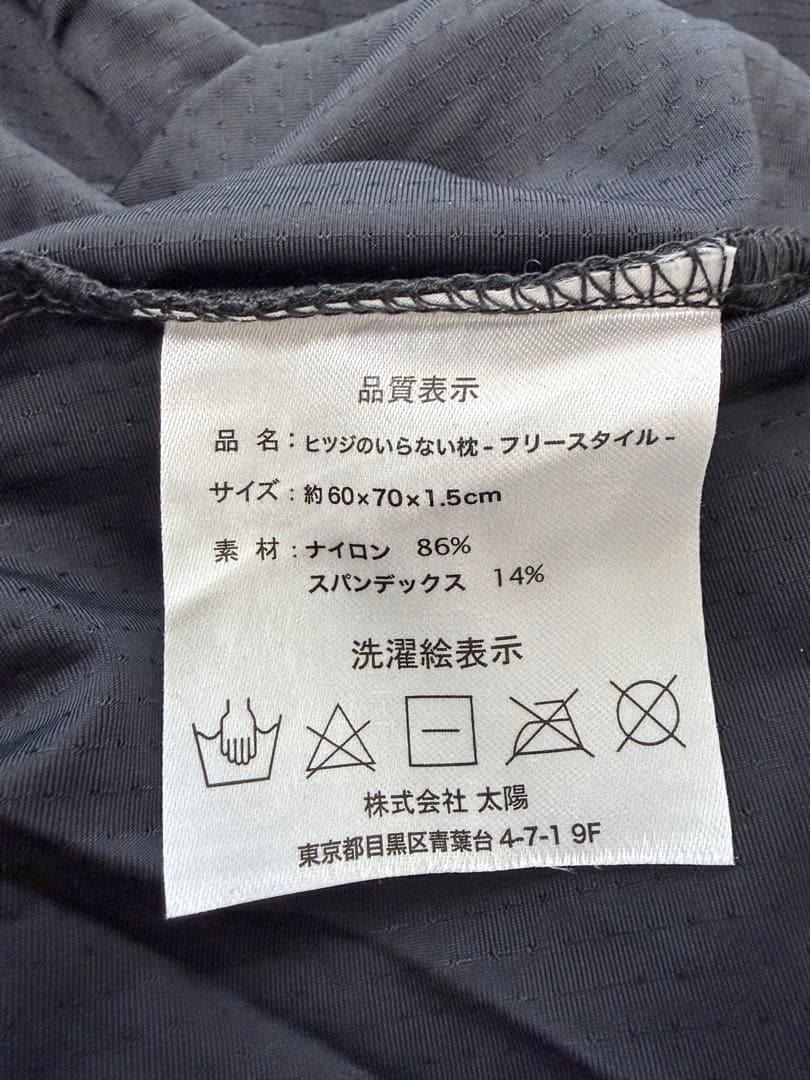 品質表示
品 名：ヒツジのいらない枕 - フリースタイル -
サイズ：約60×70×1.5cm
素 材：ナイロン 86%
スパンデックス 14%
洗濯絵表示
株式会社 太陽
東京都目黒区青葉台 4-7-1 9F